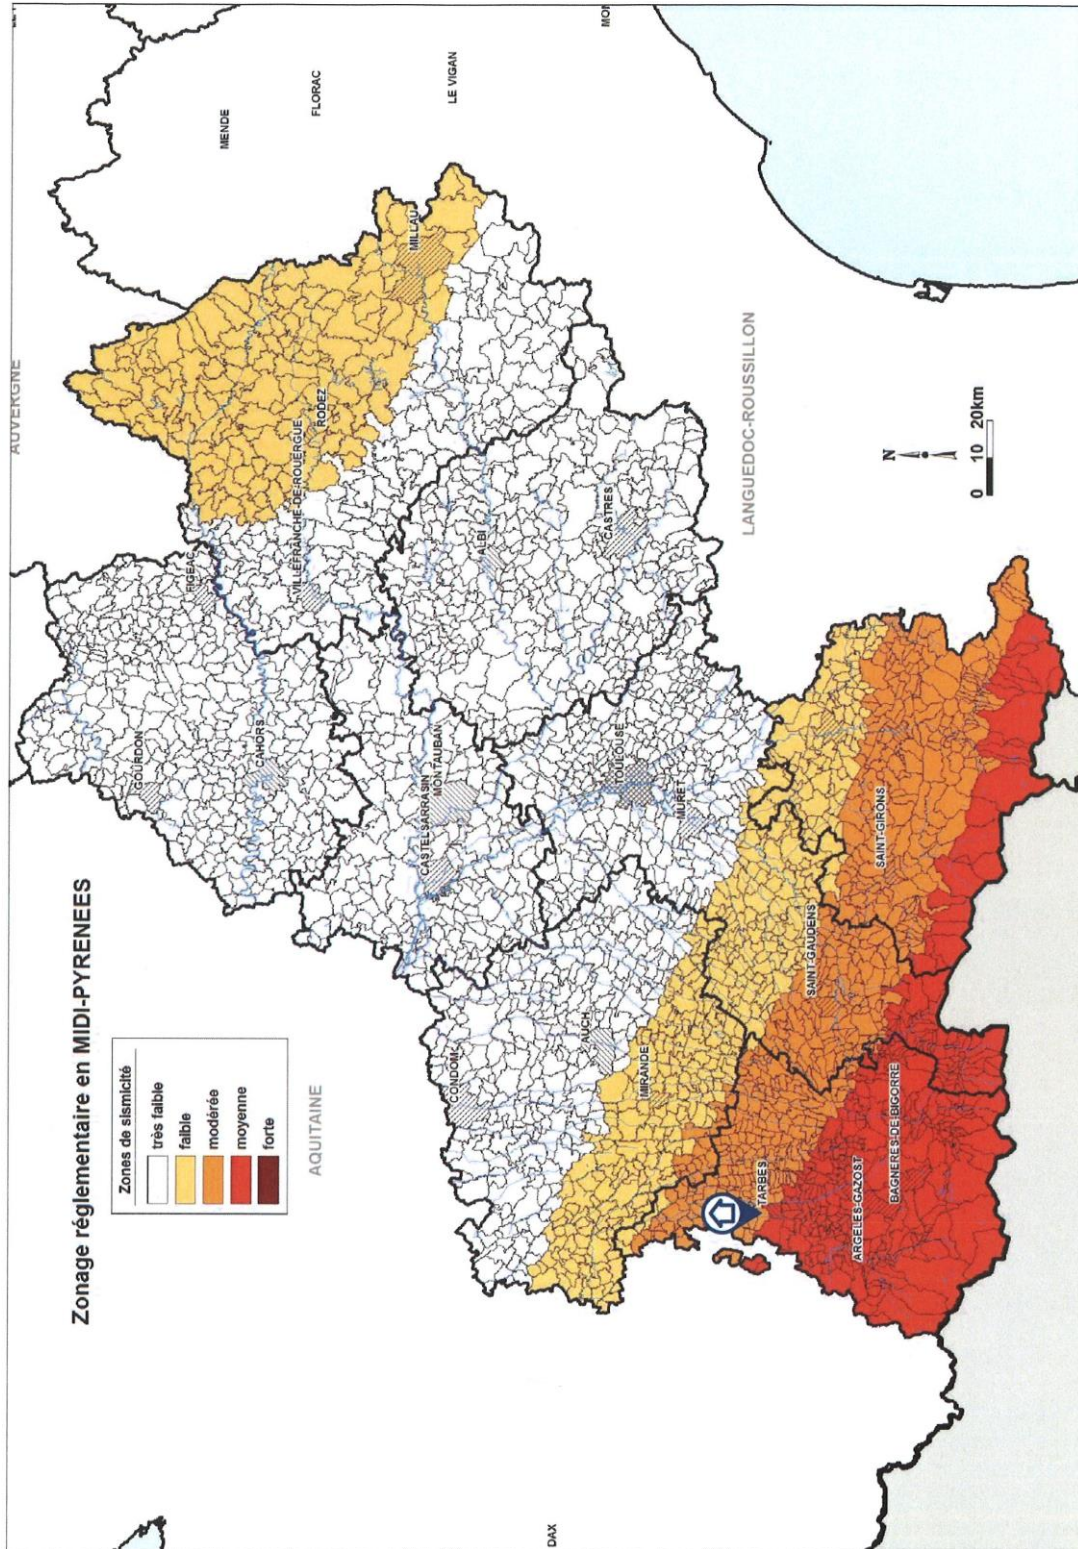 Zonage réglementaire en MIDI-PYRENEES
Zones de sismicité
très faible
faible
modérée
moyenne
forte
AQUITAINE
AUVERGNE
LANGUEDOC-ROUSSILLON
MENDE
FLORAC
LE VIGAN
GOURDON
FIGEAC
CAHORS
VILLEFRANCHE-DE-ROUERGUE
RODEZ
MILLAU
CASTELSARRASIN
MONTAUBAN
ALBI
CONDOM
AUCH
TOULOUSE
CASTRES
MIRANDE
MURET
TARBES
SAINT-GAUDENS
SAINT-GIRONS
ARGELES-GAZOST
BAGNERES-DE-BIGORRE
DAX
N
0 10 20km